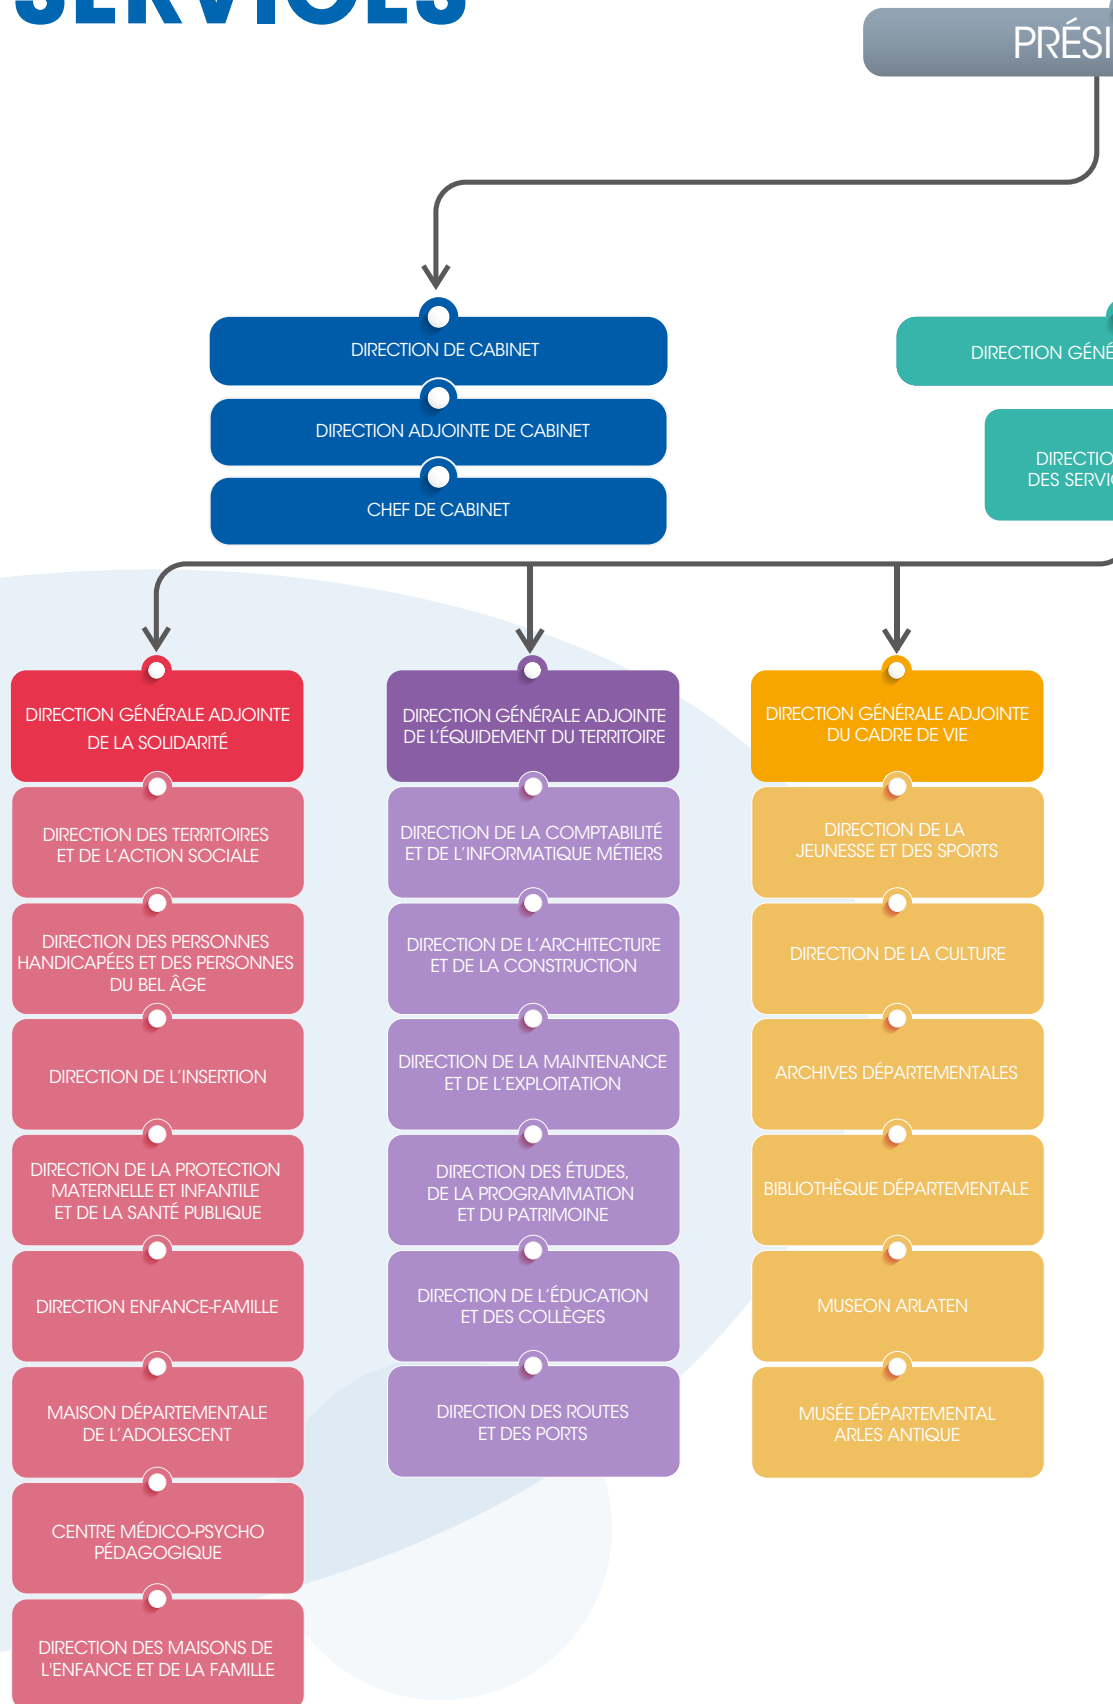 SERVICES
DIRECTION DE CABINET
DIRECTION ADJOINTE DE CABINET
CHEF DE CABINET
DIRECTION
DES
DIRECTION GÉNÉRALE ADJOINTE
DE LA SOLIDARITÉ
DIRECTION DES TERRITOIRES
ET DE L'ACTION SOCIALE
DIRECTION DES PERSONNES
HANDICAPÉES ET DES PERSONNES
DU BEL ÂGE
DIRECTION DE L'INSERTION
DIRECTION DE LA PROTECTION
MATERNELLE ET INFANTILE
ET DE LA SANTÉ PUBLIQUE
DIRECTION ENFANCE-FAMILLE
MAISON DÉPARTEMENTALE
DE L'ADOLESCENT
CENTRE MÉDICO-PSYCHO
PÉDAGOGIQUE
DIRECTION DES MAISONS DE
L'ENFANCE ET DE LA FAMILLE
DIRECTION GÉNÉRALE ADJOINTE
DE L'ÉQUIDEMENT DU TERRITOIRE
DIRECTION DE LA COMPTABILITÉ
ET DE L'INFORMATIQUE MÉTIERS
DIRECTION DE L'ARCHITECTURE
ET DE LA CONSTRUCTION
DIRECTION DE LA MAINTENANCE
ET DE L'EXPLOITATION
DIRECTION DES ÉTUDES,
DE LA PROGRAMMATION
ET DU PATRIMOINE
DIRECTION DE L'ÉDUCATION
ET DES COLLÈGES
DIRECTION DES ROUTES
ET DES PORTS
DIRECTION GÉNÉRALE ADJOINTE
DU CADRE DE VIE
DIRECTION DE LA
JEUNESSE ET DES SPORTS
DIRECTION DE LA CULTURE
ARCHIVES DÉPARTEMENTALES
BIBLIOTHÈQUE DÉPARTEMENTALE
MUSEON ARLATEN
MUSÉE DÉPARTEMENTAL
ARLES ANTIQUE